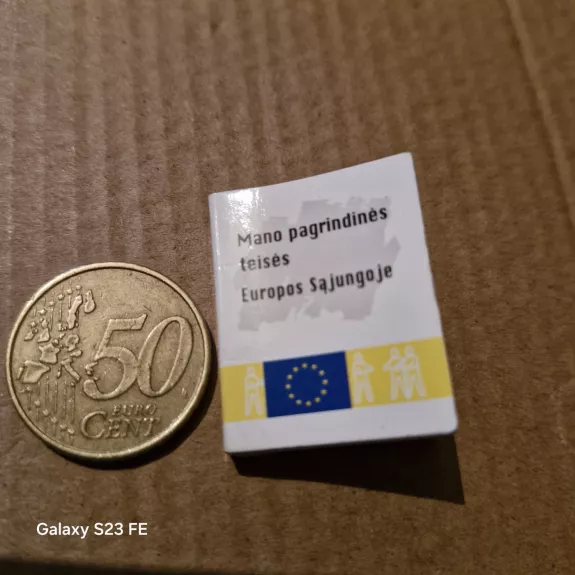 Mano pagrindinės
teisės
Europos Sąjungoje
50
EURO
CENT
Galaxy S23 FE